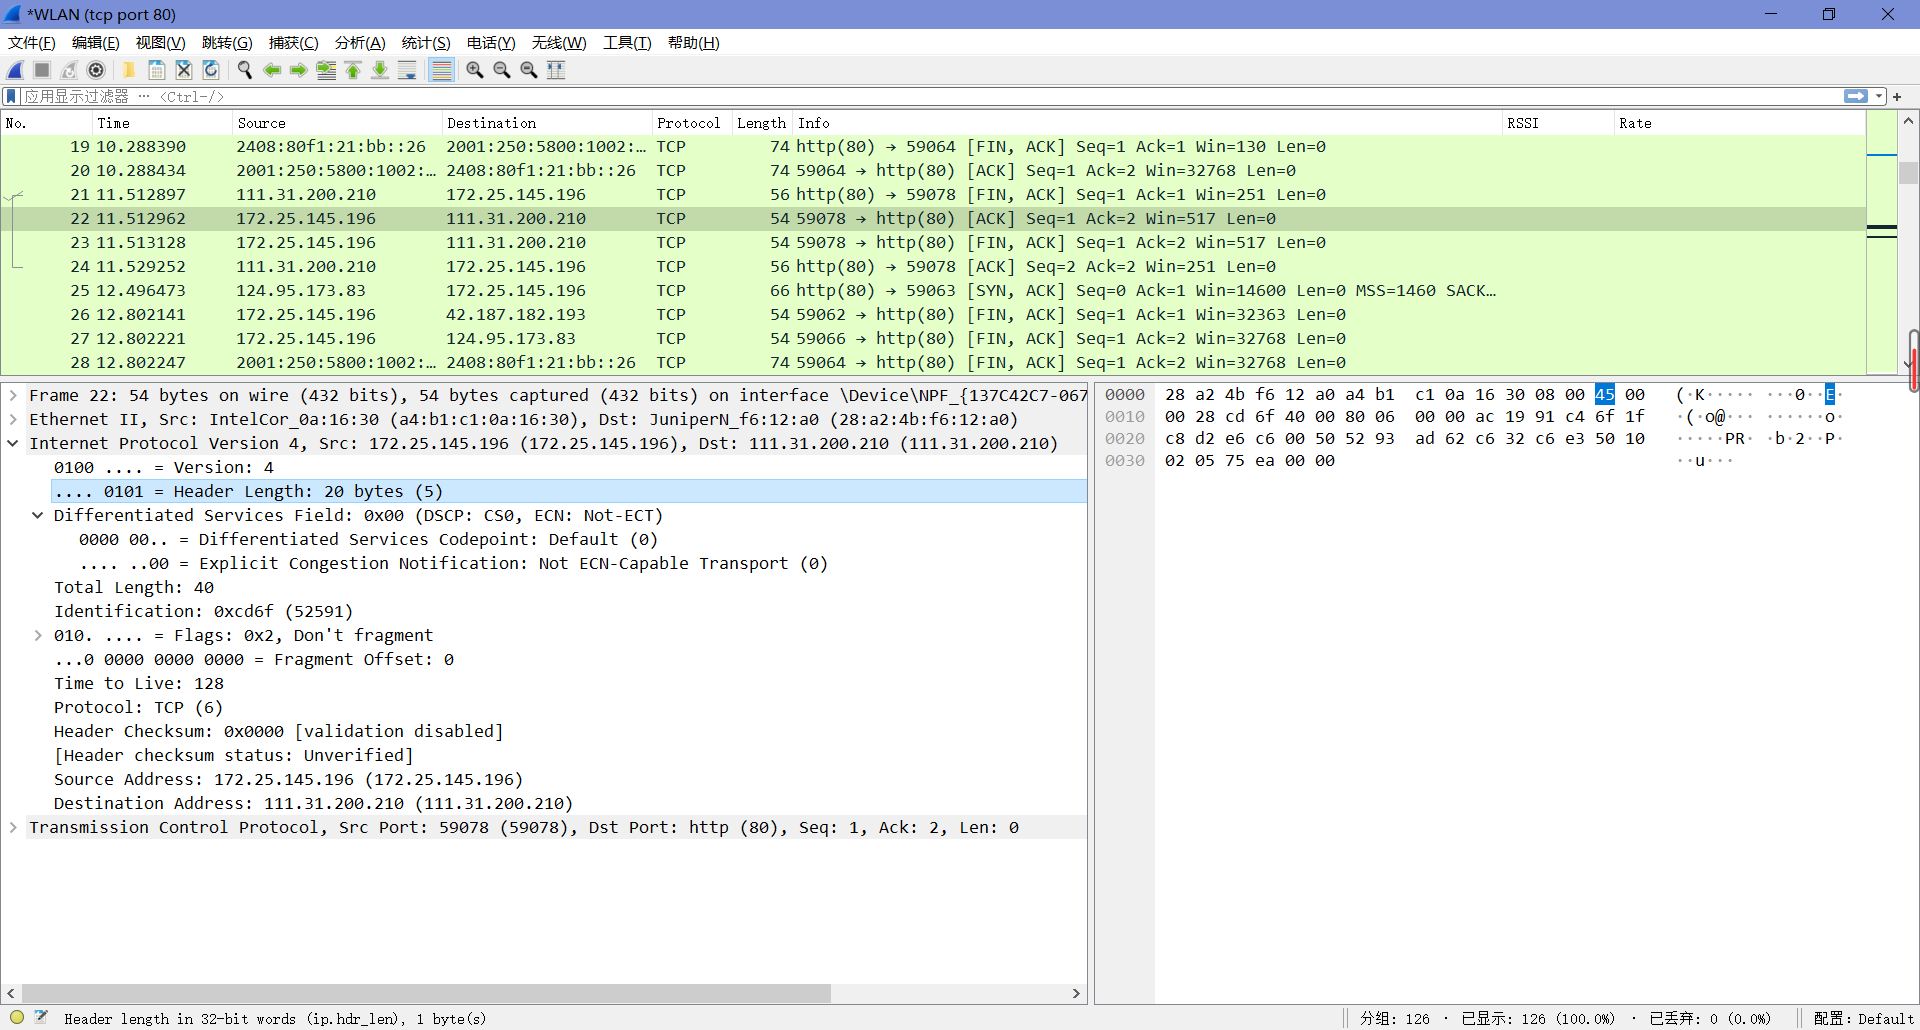 *WLAN (tcp port 80)
文件(F) 编辑(E) 视图(V) 跳转(G) 捕获(C) 分析(A) 统计(S) 电话(Y) 无线(W) 工具(T) 帮助(H)
应用显示过滤器 … <Ctrl-/>
No. Time Source Destination Protocol Length Info RSSI Rate
19 10.288390 2408:80f1:21:bb::26 2001:250:5800:1002:… TCP 74 http(80) → 59064 [FIN, ACK] Seq=1 Ack=1 Win=130 Len=0
20 10.288434 2001:250:5800:1002:… 2408:80f1:21:bb::26 TCP 74 59064 → http(80) [ACK] Seq=1 Ack=2 Win=32768 Len=0
21 11.512897 111.31.200.210 172.25.145.196 TCP 56 http(80) → 59078 [FIN, ACK] Seq=1 Ack=1 Win=251 Len=0
22 11.512962 172.25.145.196 111.31.200.210 TCP 54 59078 → http(80) [ACK] Seq=1 Ack=2 Win=517 Len=0
23 11.513128 172.25.145.196 111.31.200.210 TCP 54 59078 → http(80) [FIN, ACK] Seq=1 Ack=2 Win=517 Len=0
24 11.529252 111.31.200.210 172.25.145.196 TCP 56 http(80) → 59078 [ACK] Seq=2 Ack=2 Win=251 Len=0
25 12.496473 124.95.173.83 172.25.145.196 TCP 66 http(80) → 59063 [SYN, ACK] Seq=0 Ack=1 Win=14600 Len=0 MSS=1460 SACK…
26 12.802141 172.25.145.196 42.187.182.193 TCP 54 59062 → http(80) [FIN, ACK] Seq=1 Ack=1 Win=32363 Len=0
27 12.802221 172.25.145.196 124.95.173.83 TCP 54 59066 → http(80) [FIN, ACK] Seq=1 Ack=2 Win=32768 Len=0
28 12.802247 2001:250:5800:1002:… 2408:80f1:21:bb::26 TCP 74 59064 → http(80) [FIN, ACK] Seq=1 Ack=2 Win=32768 Len=0
Frame 22: 54 bytes on wire (432 bits), 54 bytes captured (432 bits) on interface \Device\NPF_{137C42C7-067
Ethernet II, Src: IntelCor_0a:16:30 (a4:b1:c1:0a:16:30), Dst: JuniperN_f6:12:a0 (28:a2:4b:f6:12:a0)
Internet Protocol Version 4, Src: 172.25.145.196 (172.25.145.196), Dst: 111.31.200.210 (111.31.200.210)
0100 .... = Version: 4
.... 0101 = Header Length: 20 bytes (5)
Differentiated Services Field: 0x00 (DSCP: CS0, ECN: Not-ECT)
0000 00.. = Differentiated Services Codepoint: Default (0)
.... ..00 = Explicit Congestion Notification: Not ECN-Capable Transport (0)
Total Length: 40
Identification: 0xcd6f (52591)
010. .... = Flags: 0x2, Don't fragment
...0 0000 0000 0000 = Fragment Offset: 0
Time to Live: 128
Protocol: TCP (6)
Header Checksum: 0x0000 [validation disabled]
[Header checksum status: Unverified]
Source Address: 172.25.145.196 (172.25.145.196)
Destination Address: 111.31.200.210 (111.31.200.210)
Transmission Control Protocol, Src Port: 59078 (59078), Dst Port: http (80), Seq: 1, Ack: 2, Len: 0
0000 28 a2 4b f6 12 a0 a4 b1 c1 0a 16 30 08 00 45 00 (·K····· ···0··E·
0010 00 28 cd 6f 40 00 80 06 00 00 ac 19 91 c4 6f 1f ·(·o@··· ······o·
0020 c8 d2 e6 c6 00 50 52 93 ad 62 c6 32 c6 e3 50 10 ·····PR· ·b·2··P·
0030 02 05 75 ea 00 00 ··u···
Header length in 32-bit words (ip.hdr_len), 1 byte(s)
分组: 126 · 已显示: 126 (100.0%) · 已丢弃: 0 (0.0%)
配置: Default